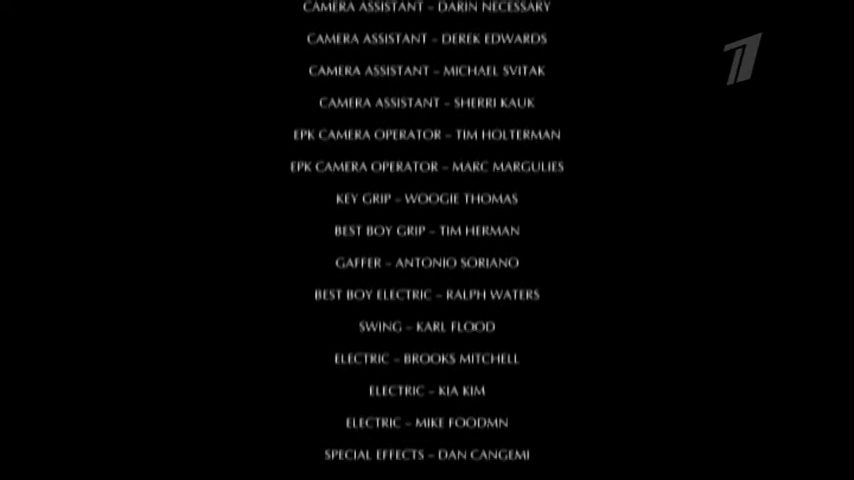 CAMERA ASSISTANT – DARIN NECESSARY
CAMERA ASSISTANT – DEREK EDWARDS
CAMERA ASSISTANT – MICHAEL SVITAK
CAMERA ASSISTANT – SHERRI KAUK
EPK CAMERA OPERATOR – TIM HOLTERMAN
EPK CAMERA OPERATOR – MARC MARGULIES
KEY GRIP – WOOGIE THOMAS
BEST BOY GRIP – TIM HERMAN
GAFFER – ANTONIO SORIANO
BEST BOY ELECTRIC – RALPH WATERS
SWING – KARL FLOOD
ELECTRIC – BROOKS MITCHELL
ELECTRIC – KIA KIM
ELECTRIC – MIKE FOODMN
SPECIAL EFFECTS – DAN CANGEMI
1